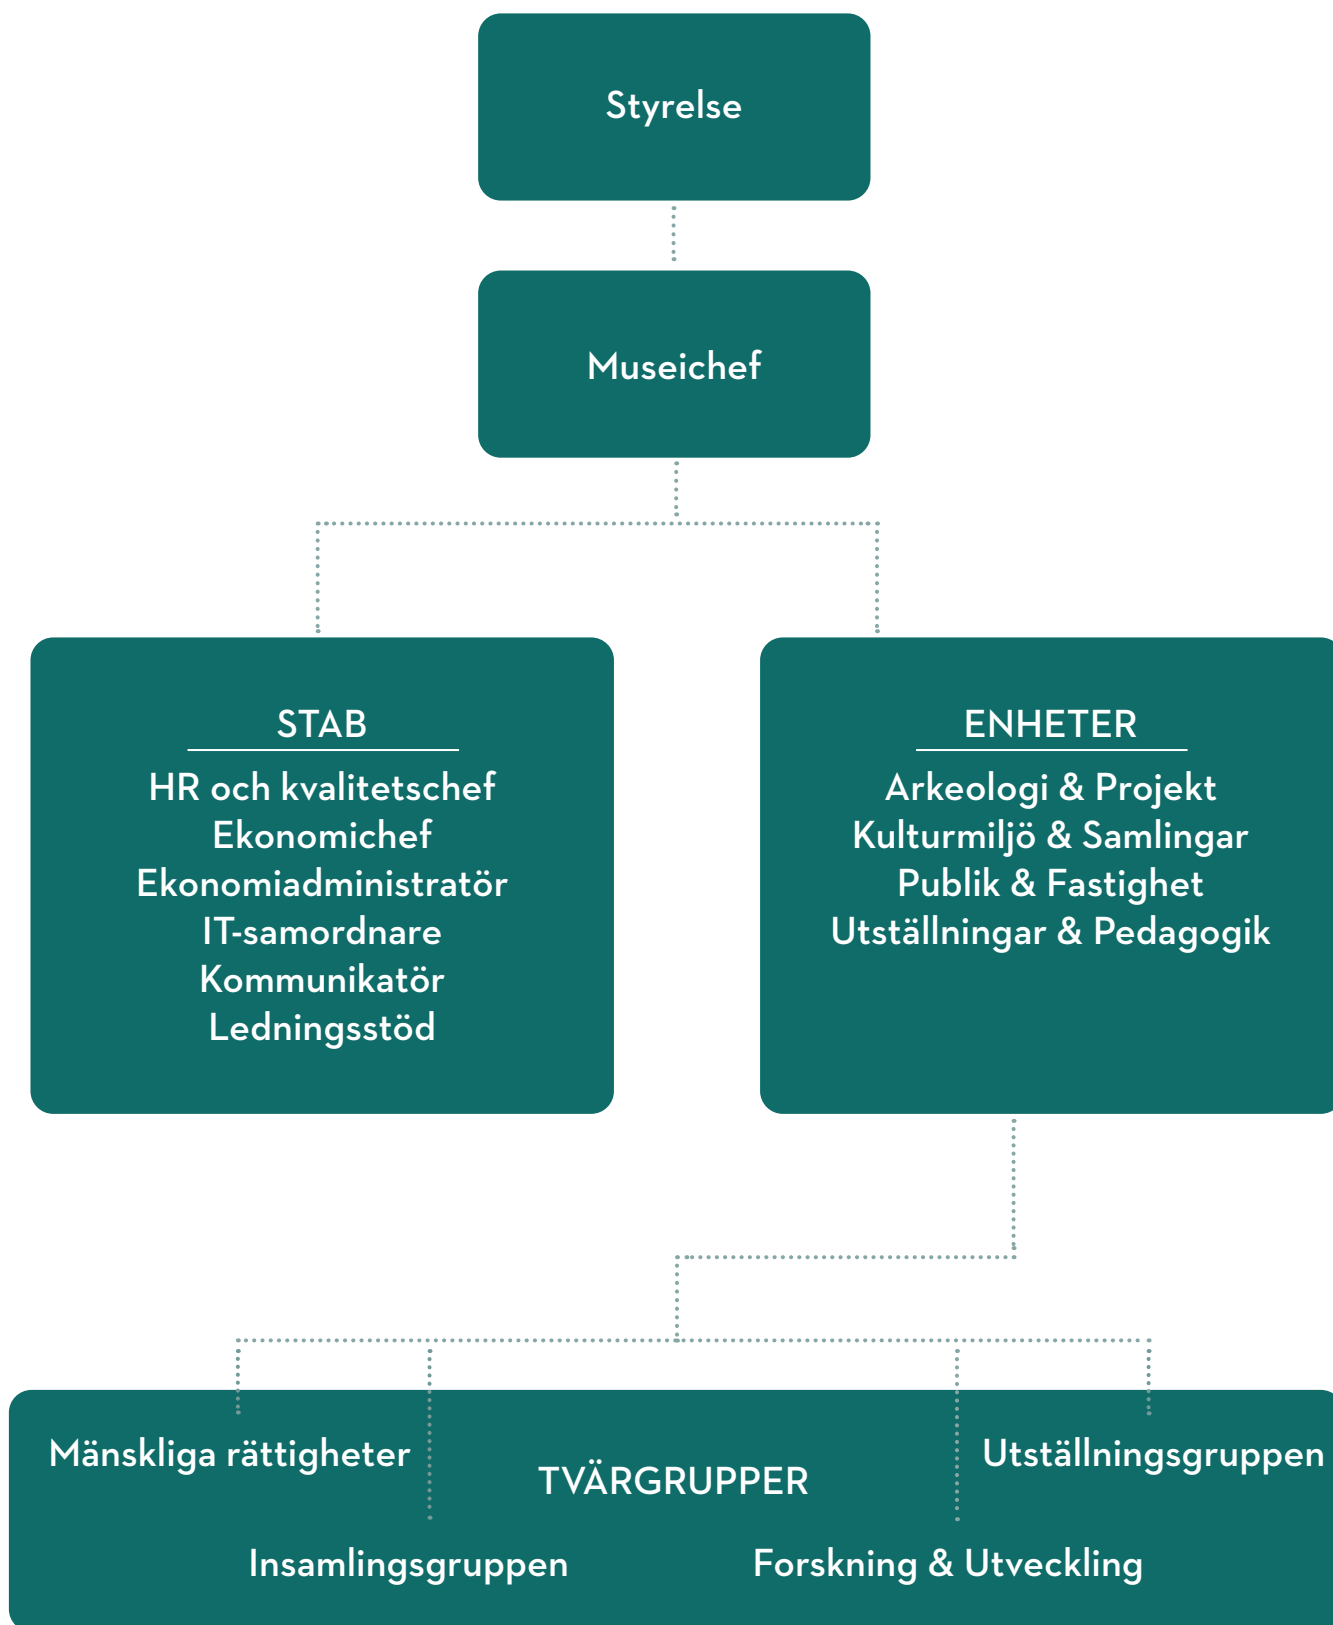 Styrelse
Museichef
STAB
HR och kvalitetschef
Ekonomichef
Ekonomiadministratör
IT-samordnare
Kommunikatör
Ledningsstöd
ENHETER
Arkeologi & Projekt
Kulturmiljö & Samlingar
Publik & Fastighet
Utställningar & Pedagogik
Mänskliga rättigheter
TVÄRGRUPPER
Utställningsgruppen
Insamlingsgruppen
Forskning & Utveckling